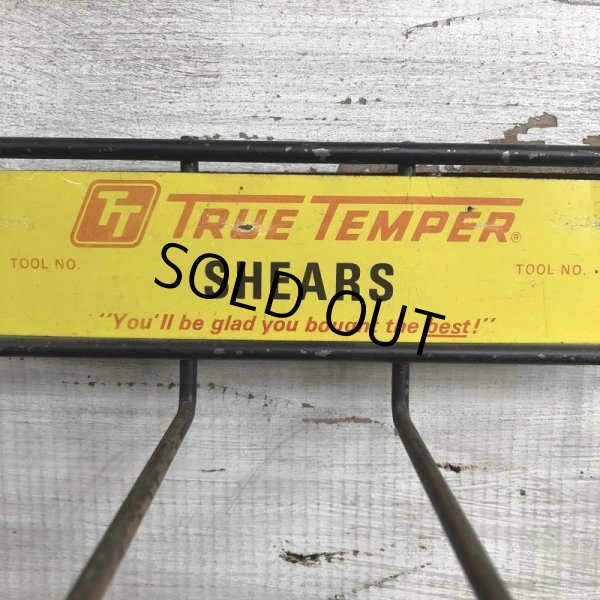 TT TRUE TEMPER®
TOOL NO. SHEARS TOOL NO.
"You'll be glad you bought the best!"
SOLD OUT